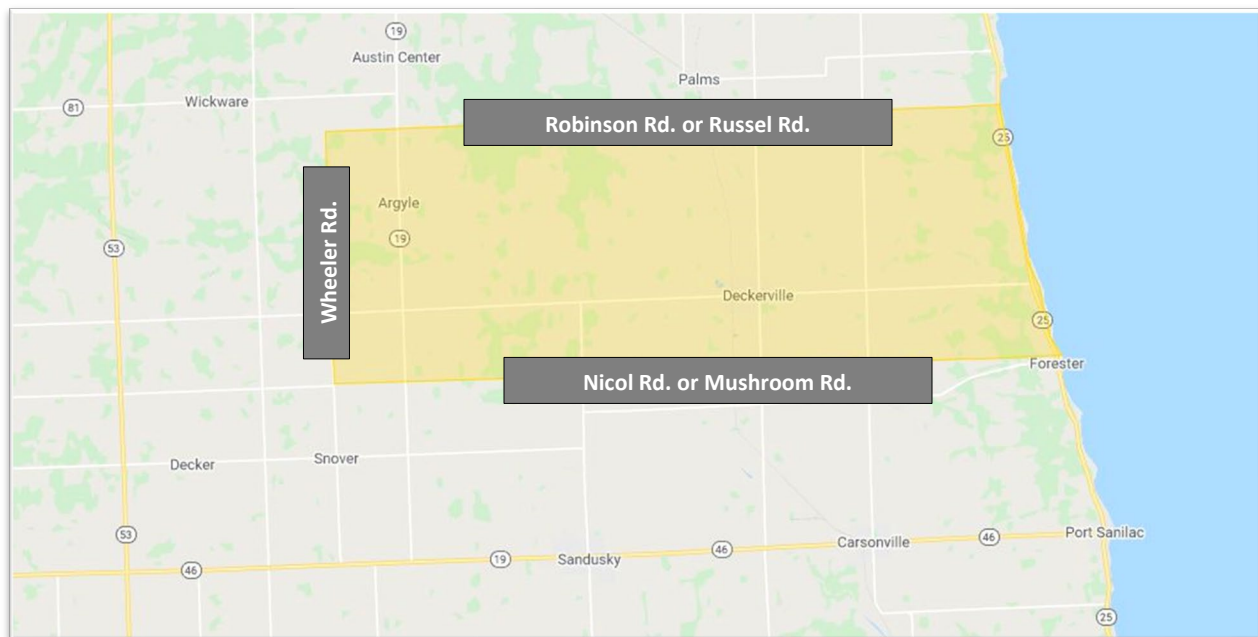 19
Austin Center
Palms
81
Wickware
Robinson Rd. or Russel Rd.
25
Wheeler Rd.
Argyle
19
53
Deckerville
25
Forester
Nicol Rd. or Mushroom Rd.
Snover
Decker
53
Port Sanilac
Carsonville
46
46
19
Sandusky
46
25